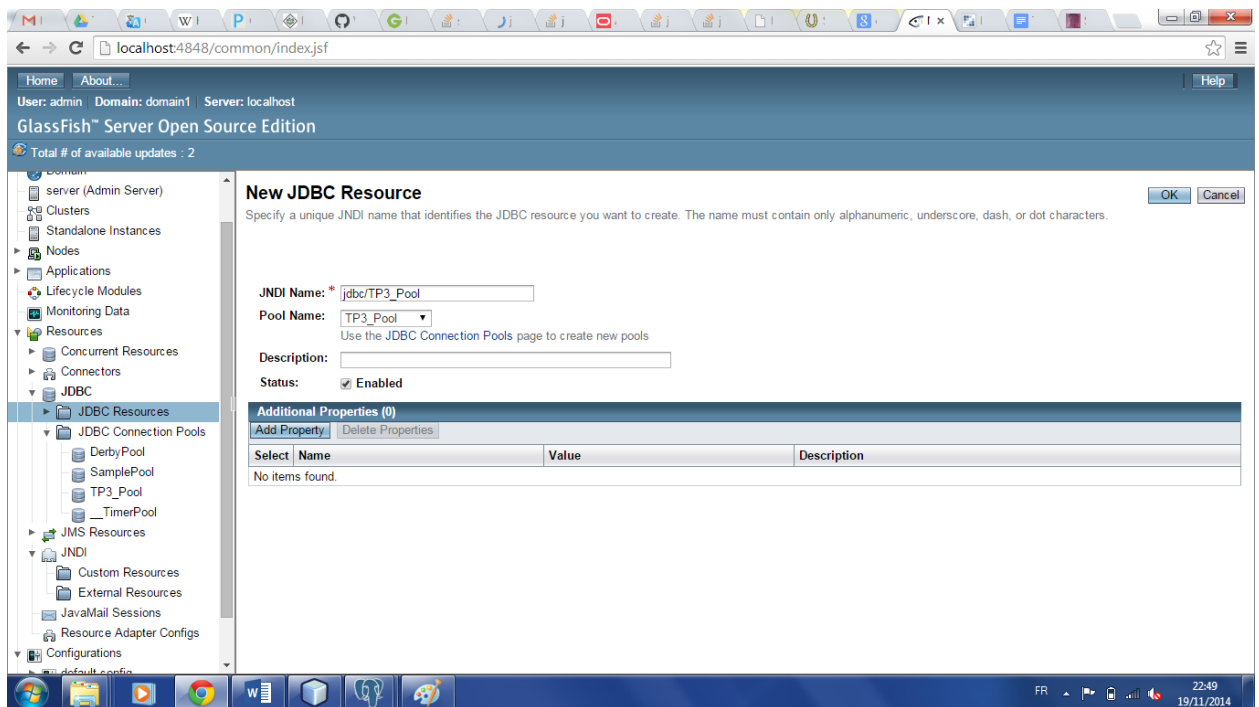 localhost:4848/common/index.jsf
Home About... Help
User: admin Domain: domain1 Server: localhost
GlassFish™ Server Open Source Edition
Total # of available updates : 2
server (Admin Server)
Clusters
Standalone Instances
Nodes
Applications
Lifecycle Modules
Monitoring Data
Resources
Concurrent Resources
Connectors
JDBC
JDBC Resources
JDBC Connection Pools
DerbyPool
SamplePool
TP3_Pool
__TimerPool
JMS Resources
JNDI
Custom Resources
External Resources
JavaMail Sessions
Resource Adapter Configs
Configurations
default-config
New JDBC Resource
OK Cancel
Specify a unique JNDI name that identifies the JDBC resource you want to create. The name must contain only alphanumeric, underscore, dash, or dot characters.
JNDI Name: * jdbc/TP3_Pool
Pool Name: TP3_Pool
Use the JDBC Connection Pools page to create new pools
Description:
Status: Enabled
Additional Properties (0)
Add Property Delete Properties
Select Name Value Description
No items found.
FR 22:49
19/11/2014